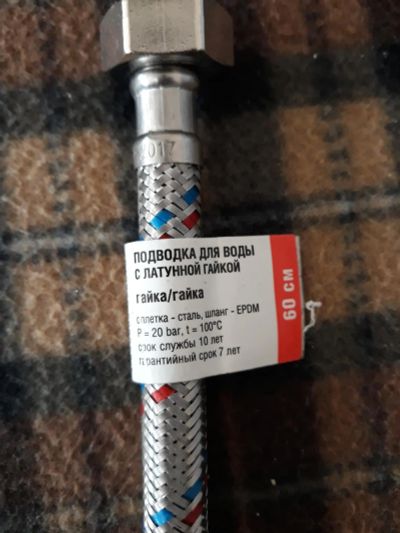 2017
ПОДВОДКА ДЛЯ ВОДЫ
С ЛАТУННОЙ ГАЙКОЙ
гайка/гайка
оплетка - сталь, шланг - EPDM
P = 20 bar, t = 100°C
срок службы 10 лет
гарантийный срок 7 лет
60 см